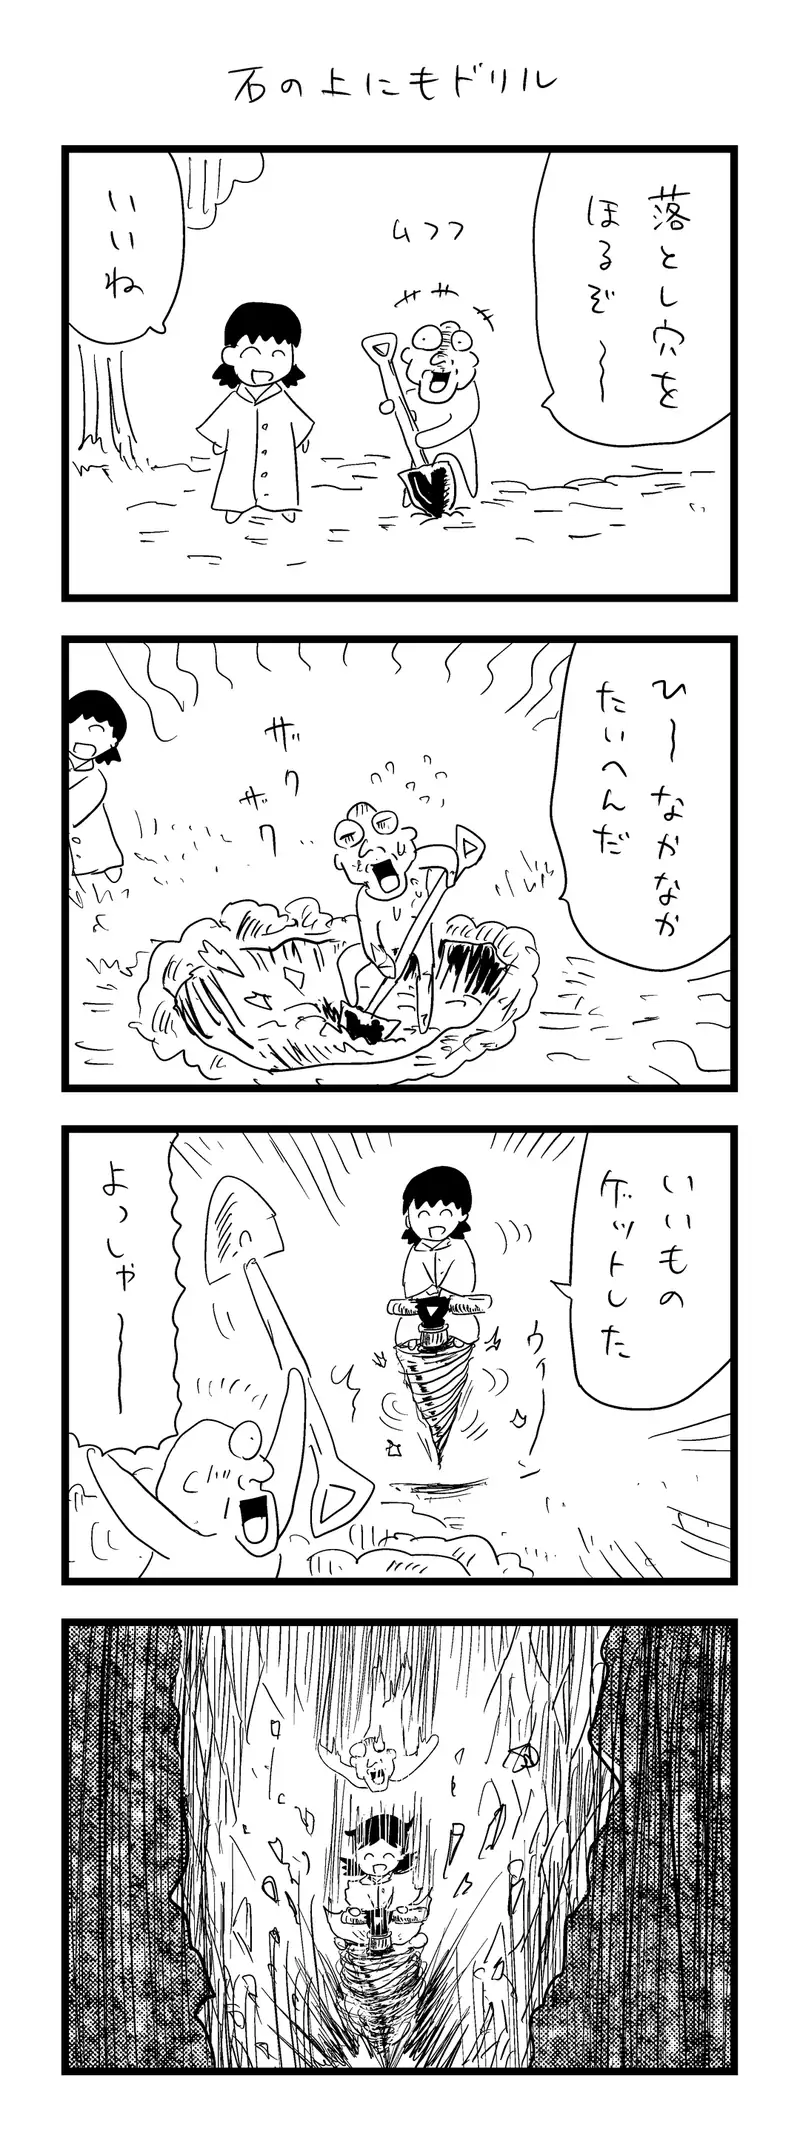 石の上にもドリル
落とし穴を
ほるぞ〜
ムフフ
いいね
ひ〜なかなか
たいへんだ
ザク
ザク
いいもの
ゲットした
ウィーン
よっしゃー